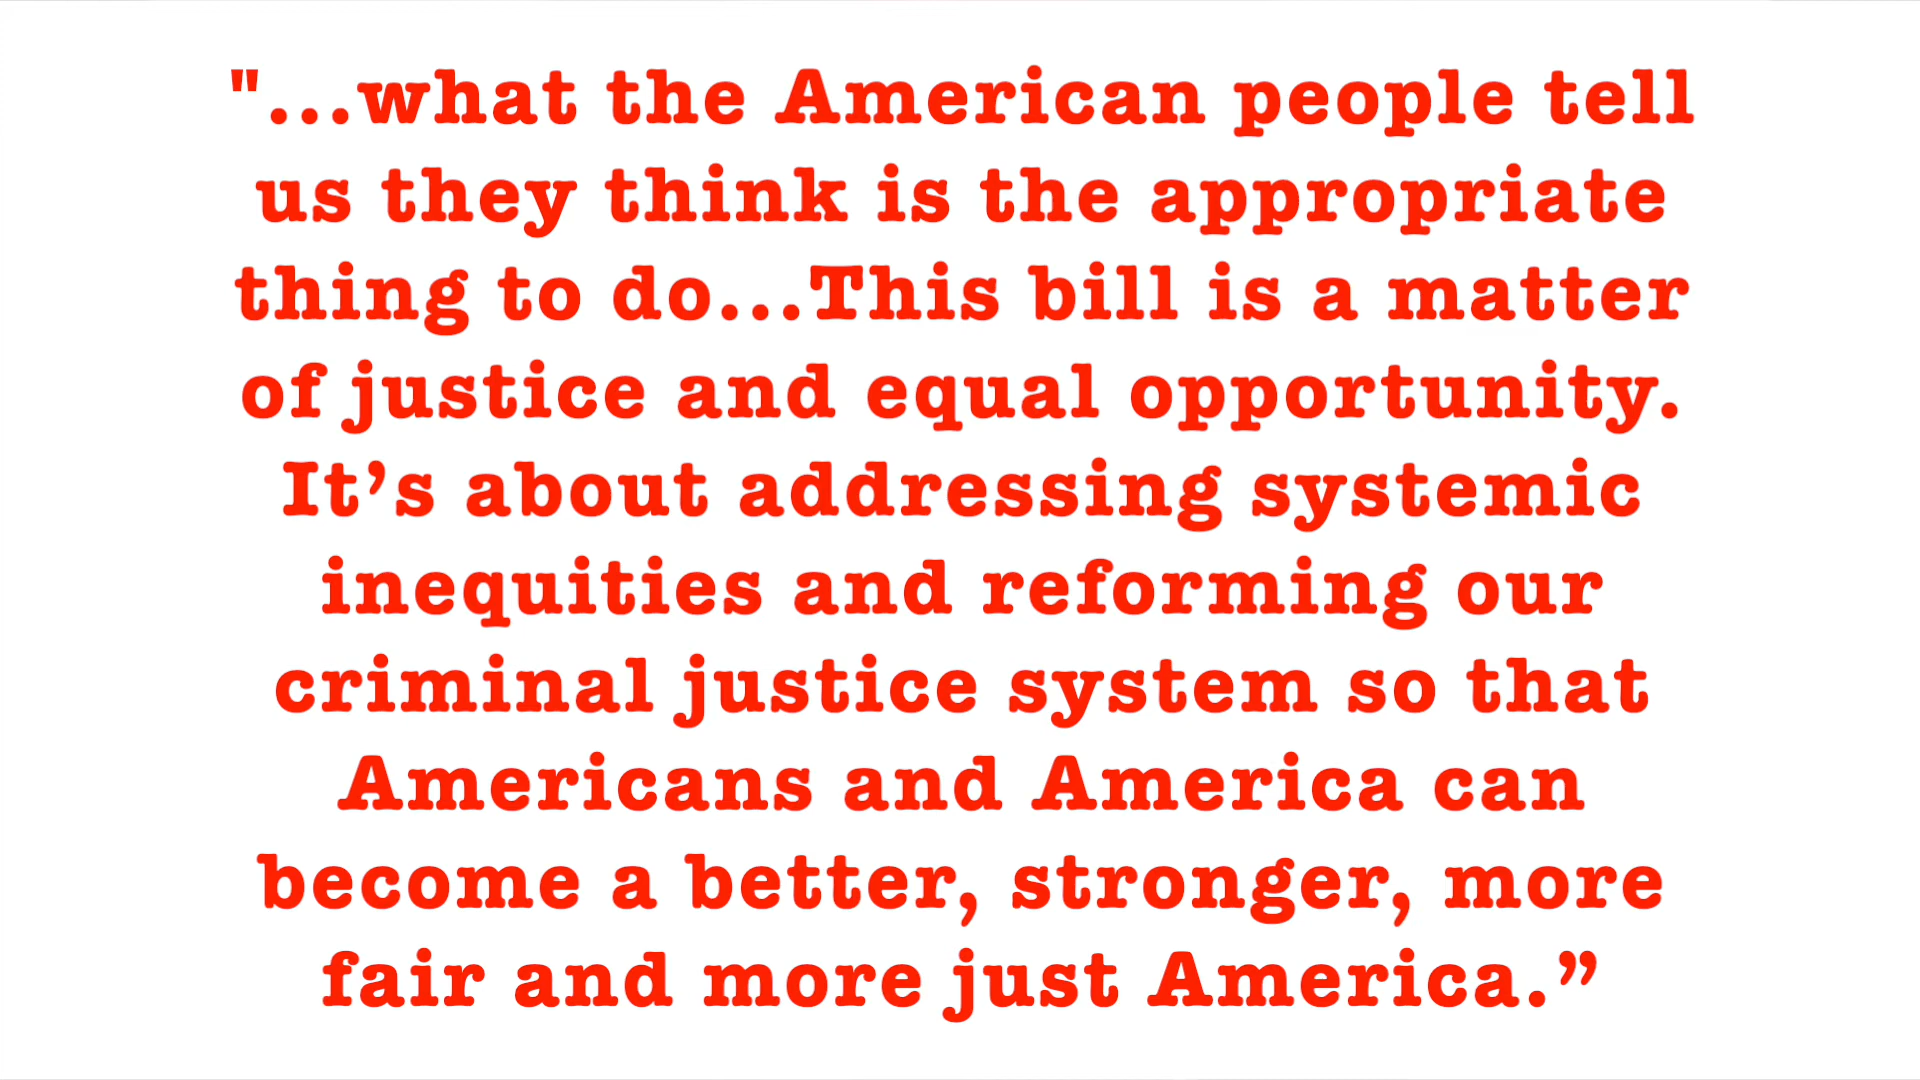 "...what the American people tell
us they think is the appropriate
thing to do...This bill is a matter
of justice and equal opportunity.
It’s about addressing systemic
inequities and reforming our
criminal justice system so that
Americans and America can
become a better, stronger, more
fair and more just America.”